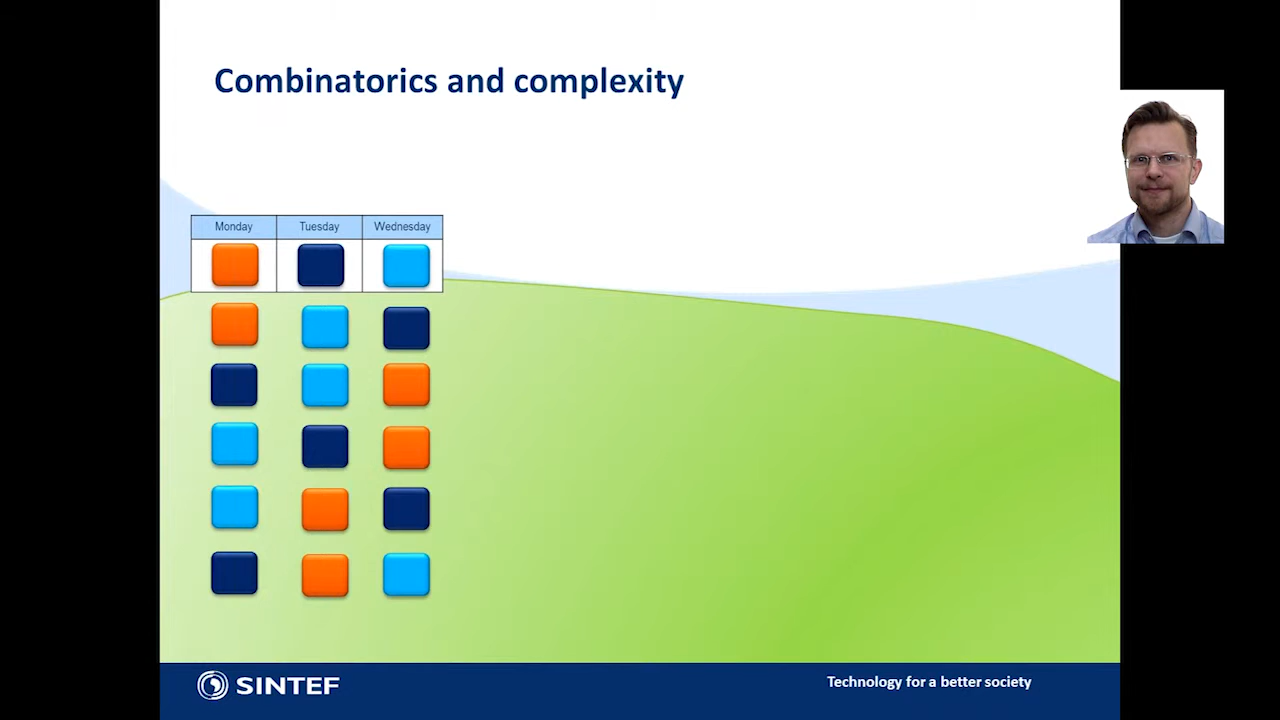 Combinatorics and complexity
Monday Tuesday Wednesday
SINTEF
Technology for a better society